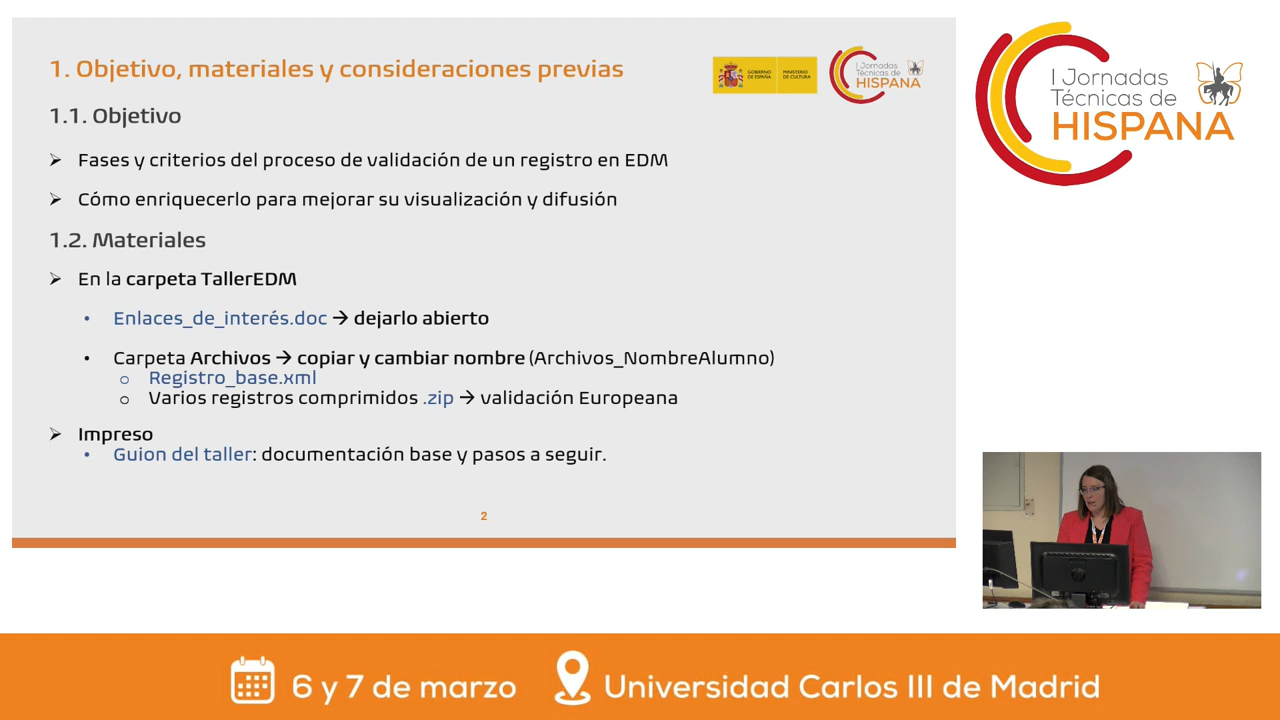 1. Objetivo, materiales y consideraciones previas
GOBIERNO DE ESPAÑA
MINISTERIO DE CULTURA
I Jornadas
Técnicas de
HISPANA
1.1. Objetivo
Fases y criterios del proceso de validación de un registro en EDM
Cómo enriquecerlo para mejorar su visualización y difusión
1.2. Materiales
En la carpeta TallerEDM
Enlaces_de_interés.doc → dejarlo abierto
Carpeta Archivos → copiar y cambiar nombre (Archivos_NombreAlumno)
Registro_base.xml
Varios registros comprimidos .zip → validación Europeana
Impreso
Guion del taller: documentación base y pasos a seguir.
2
I Jornadas
Técnicas de
HISPANA
6 y 7 de marzo
Universidad Carlos III de Madrid